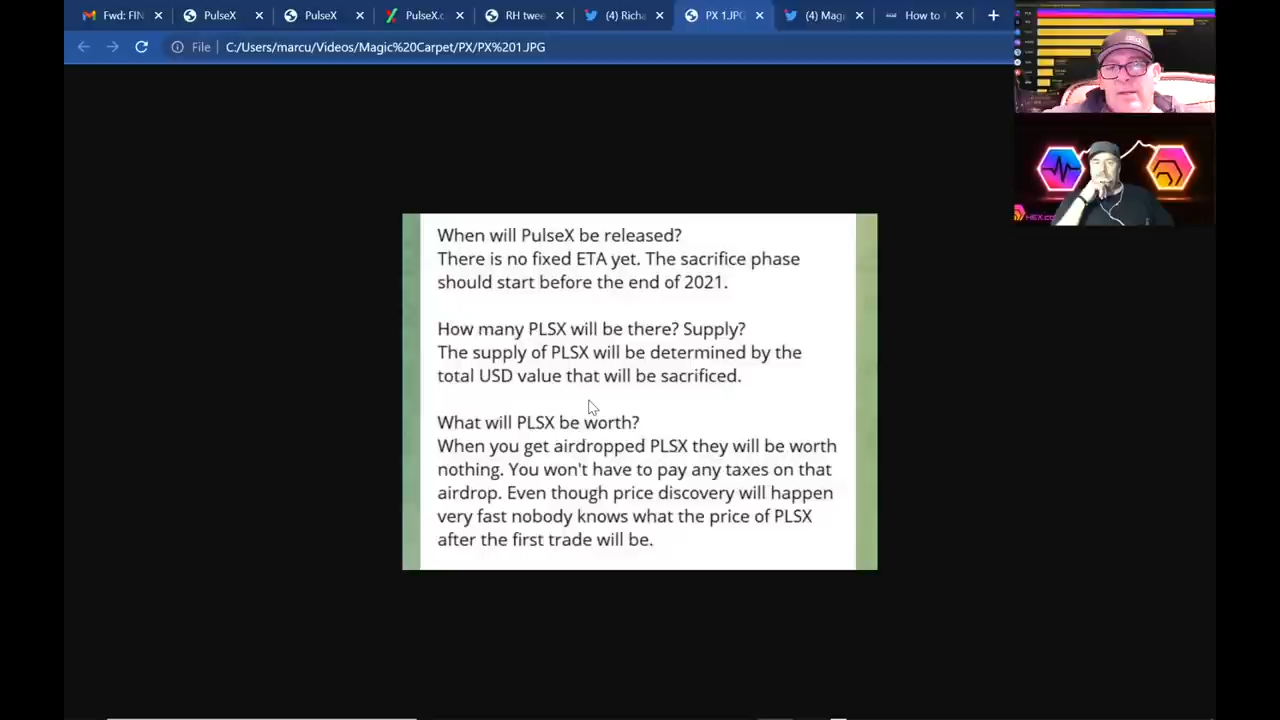 Fwd: FIN
PulseX
PulseX
PulseX.c
RH twee
(4) Richa
PX 1.JPG
(4) Magi
How to
File
C:/Users/marcu/Videos/Magic%20Carpet/PX/PX%201.JPG
When will PulseX be released?
There is no fixed ETA yet. The sacrifice phase
should start before the end of 2021.
How many PLSX will be there? Supply?
The supply of PLSX will be determined by the
total USD value that will be sacrificed.
What will PLSX be worth?
When you get airdropped PLSX they will be worth
nothing. You won't have to pay any taxes on that
airdrop. Even though price discovery will happen
very fast nobody knows what the price of PLSX
after the first trade will be.